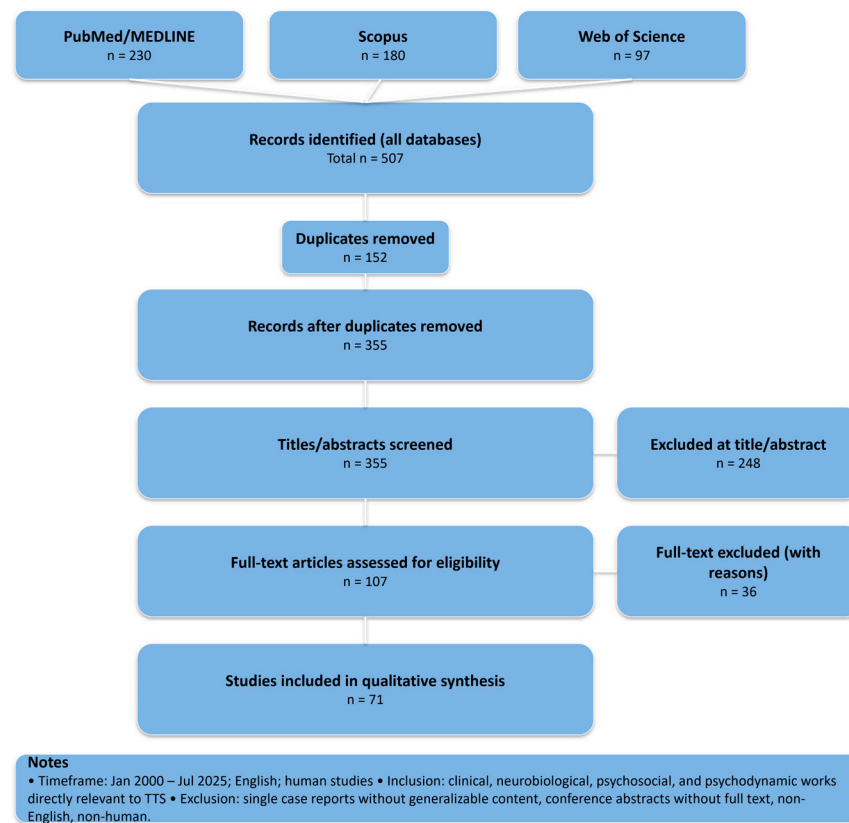 PubMed/MEDLINE
n = 230
Scopus
n = 180
Web of Science
n = 97
Records identified (all databases)
Total n = 507
Duplicates removed
n = 152
Records after duplicates removed
n = 355
Titles/abstracts screened
n = 355
Excluded at title/abstract
n = 248
Full-text articles assessed for eligibility
n = 107
Full-text excluded (with
reasons)
n = 36
Studies included in qualitative synthesis
n = 71
Notes
• Timeframe: Jan 2000 – Jul 2025; English; human studies • Inclusion: clinical, neurobiological, psychosocial, and psychodynamic works
directly relevant to TTS • Exclusion: single case reports without generalizable content, conference abstracts without full text, non-
English, non-human.